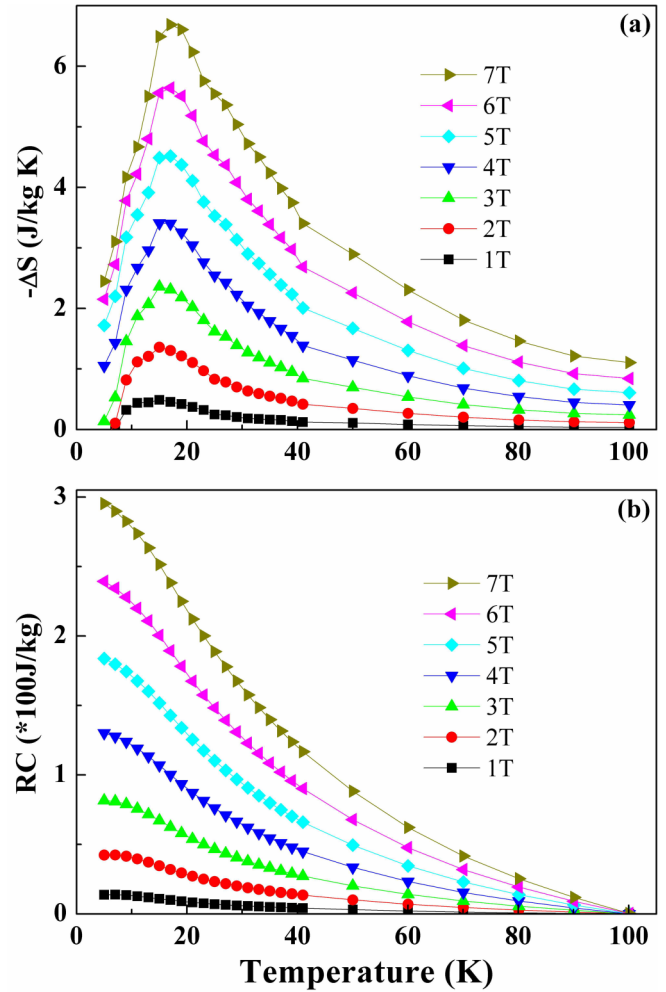 (a)
6
4
2
0
-ΔS (J/kg K)
7T
6T
5T
4T
3T
2T
1T
0 20 40 60 80 100
(b)
3
2
1
0
RC (*100J/kg)
7T
6T
5T
4T
3T
2T
1T
0 20 40 60 80 100
Temperature (K)